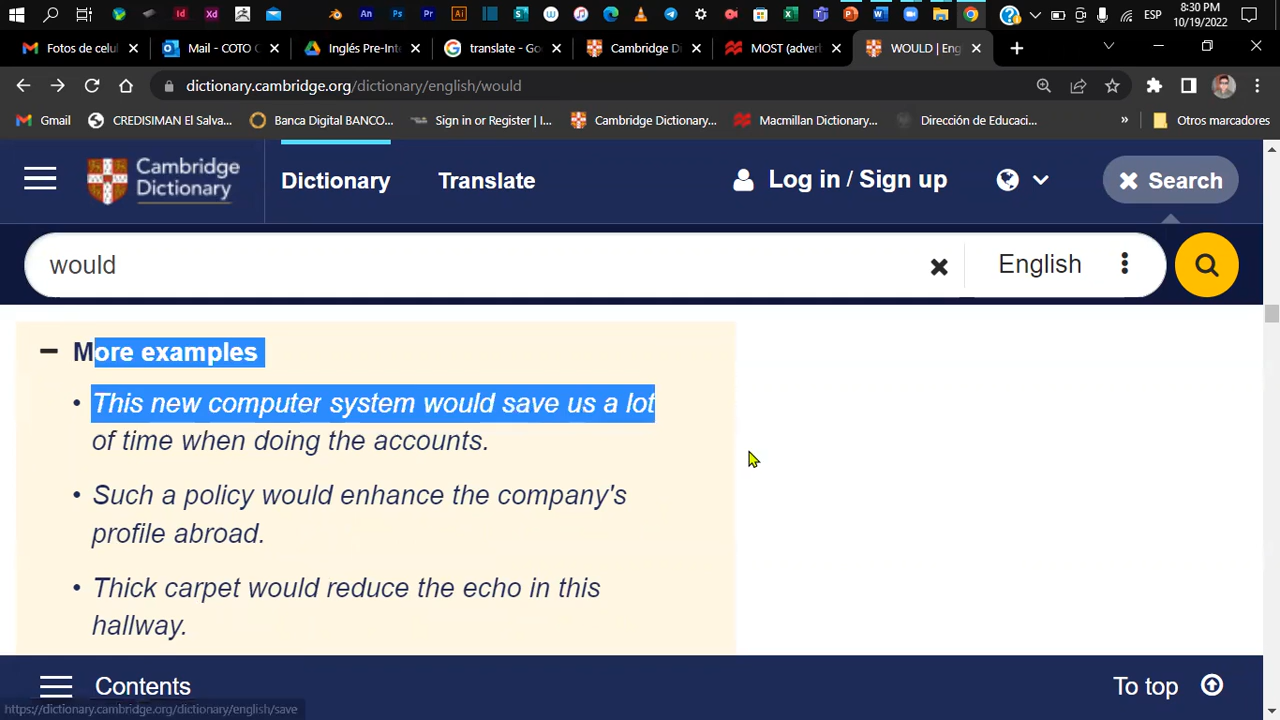 8:30 PM
ESP
10/19/2022
Fotos de celul
Mail - COTO C
Inglés Pre-Inte
translate - Goo
Cambridge Di
MOST (adverb
WOULD | Eng
dictionary.cambridge.org/dictionary/english/would
Gmail
CREDISIMAN El Salva...
Banca Digital BANCO...
Sign in or Register | I...
Cambridge Dictionary...
Macmillan Dictionary...
Dirección de Educaci...
»
Otros marcadores
Cambridge
Dictionary
Dictionary
Translate
Log in / Sign up
Search
would
English
More examples
• This new computer system would save us a lot
of time when doing the accounts.
• Such a policy would enhance the company's
profile abroad.
• Thick carpet would reduce the echo in this
hallway.
Contents
To top
https://dictionary.cambridge.org/dictionary/english/save